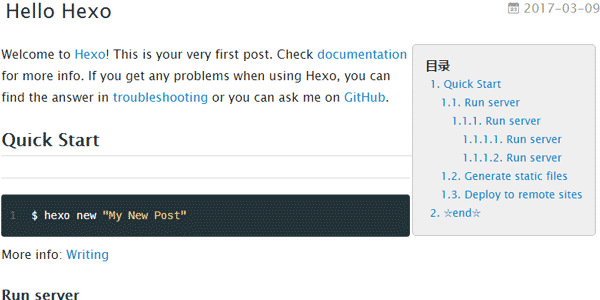 Hello Hexo
2017-03-09
Welcome to Hexo! This is your very first post. Check documentation
for more info. If you get any problems when using Hexo, you can
find the answer in troubleshooting or you can ask me on GitHub.
目录
1. Quick Start
1.1. Run server
1.1.1. Run server
1.1.1.1. Run server
1.1.1.2. Run server
1.2. Generate static files
1.3. Deploy to remote sites
2. ☆end☆
Quick Start
1 $ hexo new "My New Post"
More info: Writing
Run server